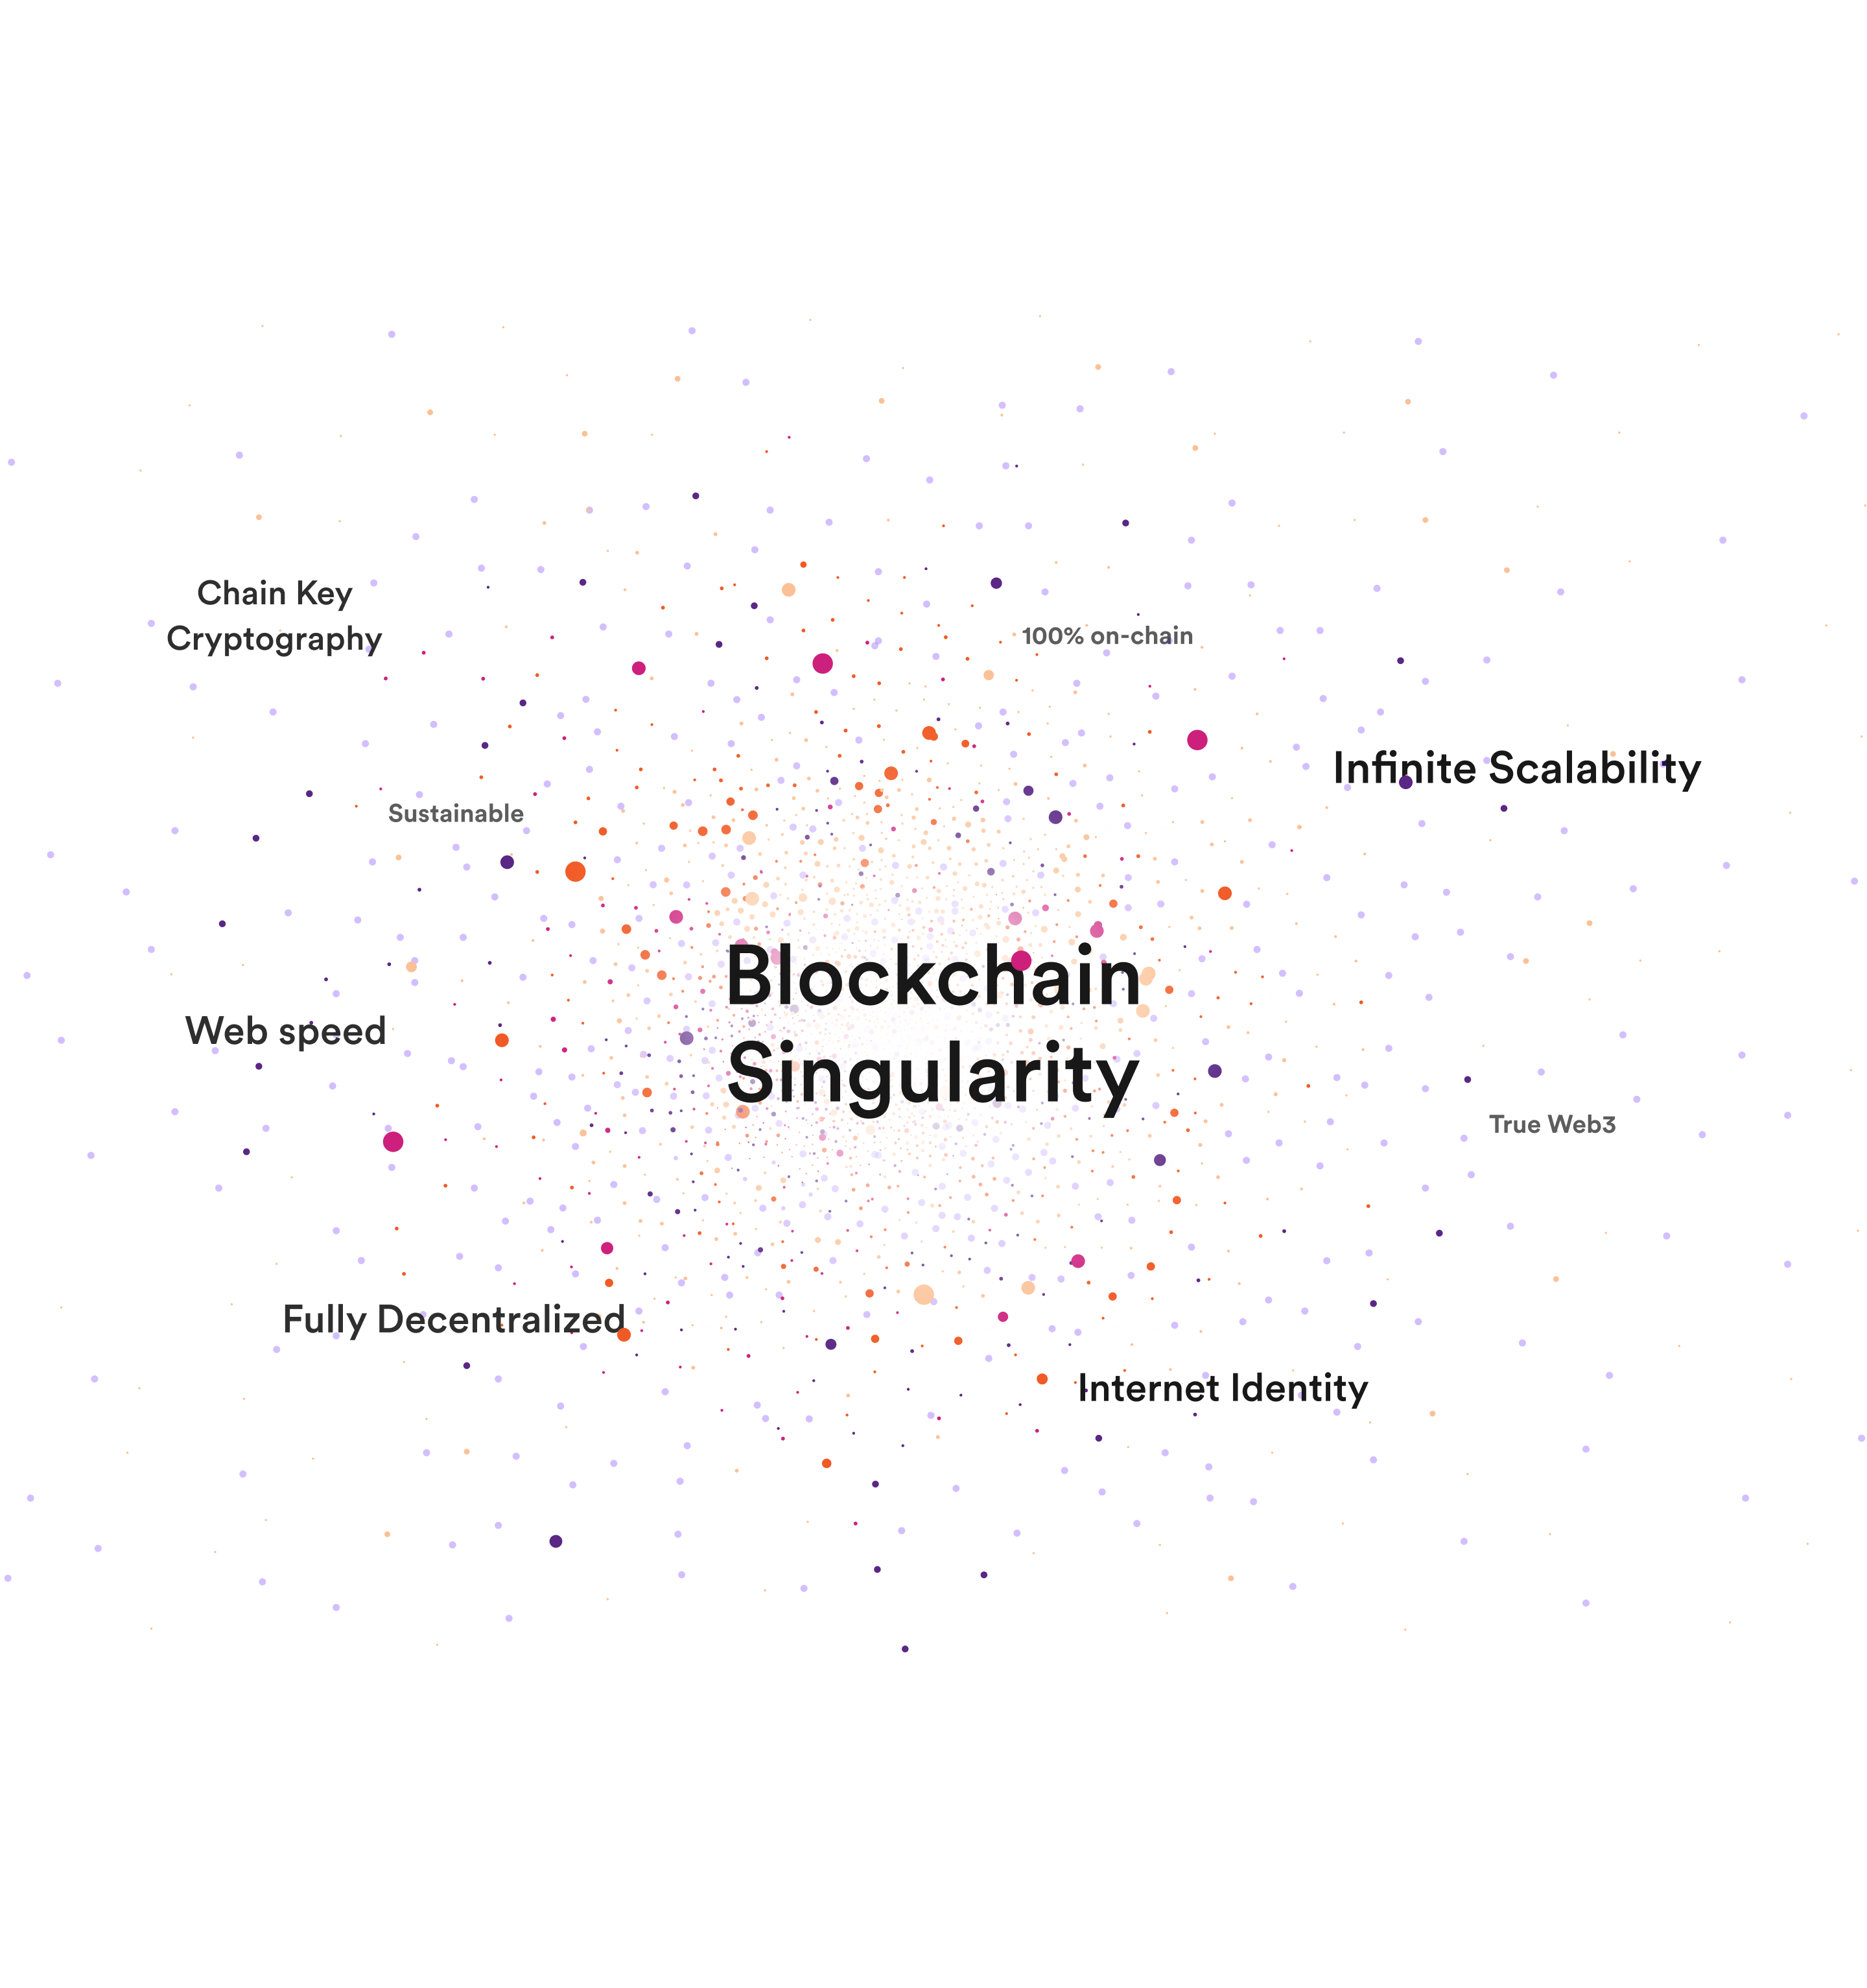 Chain Key
Cryptography
100% on-chain
Infinite Scalability
Sustainable
Blockchain
Singularity
Web speed
True Web3
Fully Decentralized
Internet Identity